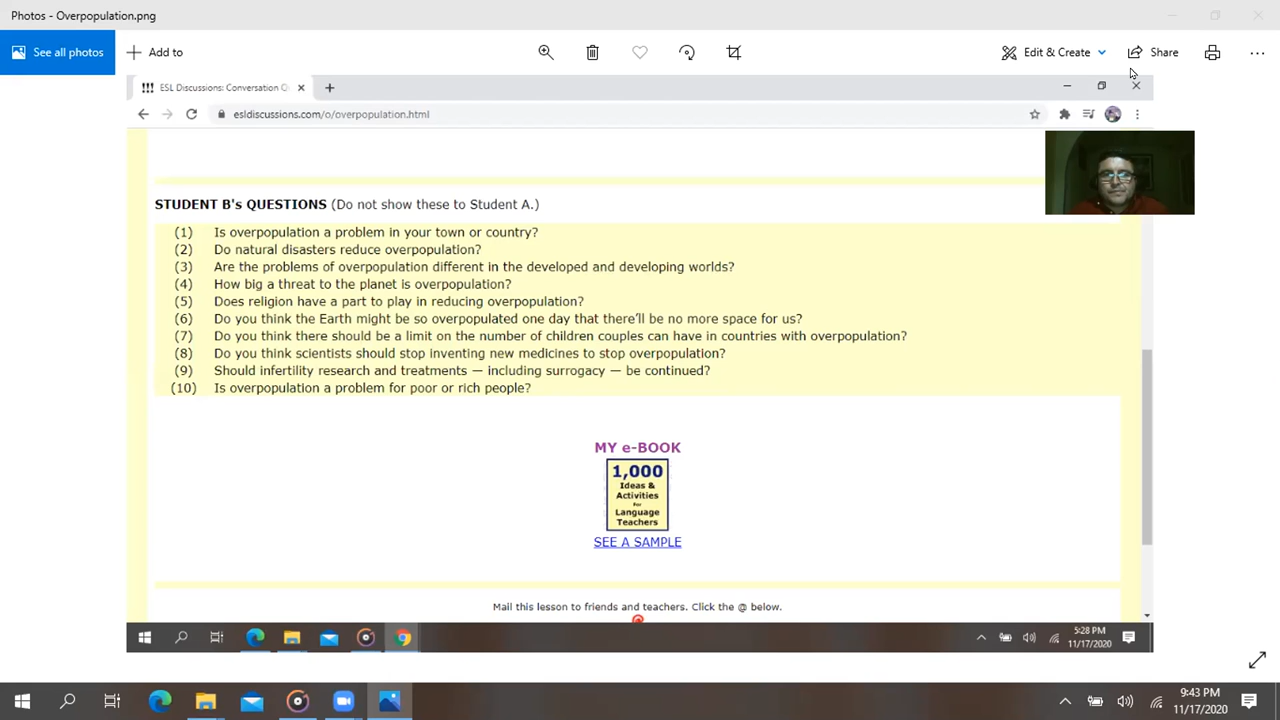 Photos - Overpopulation.png
See all photos
Add to
Edit & Create
Share
ESL Discussions: Conversation Q
esldiscussions.com/o/overpopulation.html
STUDENT B's QUESTIONS (Do not show these to Student A.)
(1) Is overpopulation a problem in your town or country?
(2) Do natural disasters reduce overpopulation?
(3) Are the problems of overpopulation different in the developed and developing worlds?
(4) How big a threat to the planet is overpopulation?
(5) Does religion have a part to play in reducing overpopulation?
(6) Do you think the Earth might be so overpopulated one day that there'll be no more space for us?
(7) Do you think there should be a limit on the number of children couples can have in countries with overpopulation?
(8) Do you think scientists should stop inventing new medicines to stop overpopulation?
(9) Should infertility research and treatments — including surrogacy — be continued?
(10) Is overpopulation a problem for poor or rich people?
MY e-BOOK
1,000
Ideas &
Activities
For
Language
Teachers
SEE A SAMPLE
Mail this lesson to friends and teachers. Click the @ below.
5:28 PM
11/17/2020
9:43 PM
11/17/2020